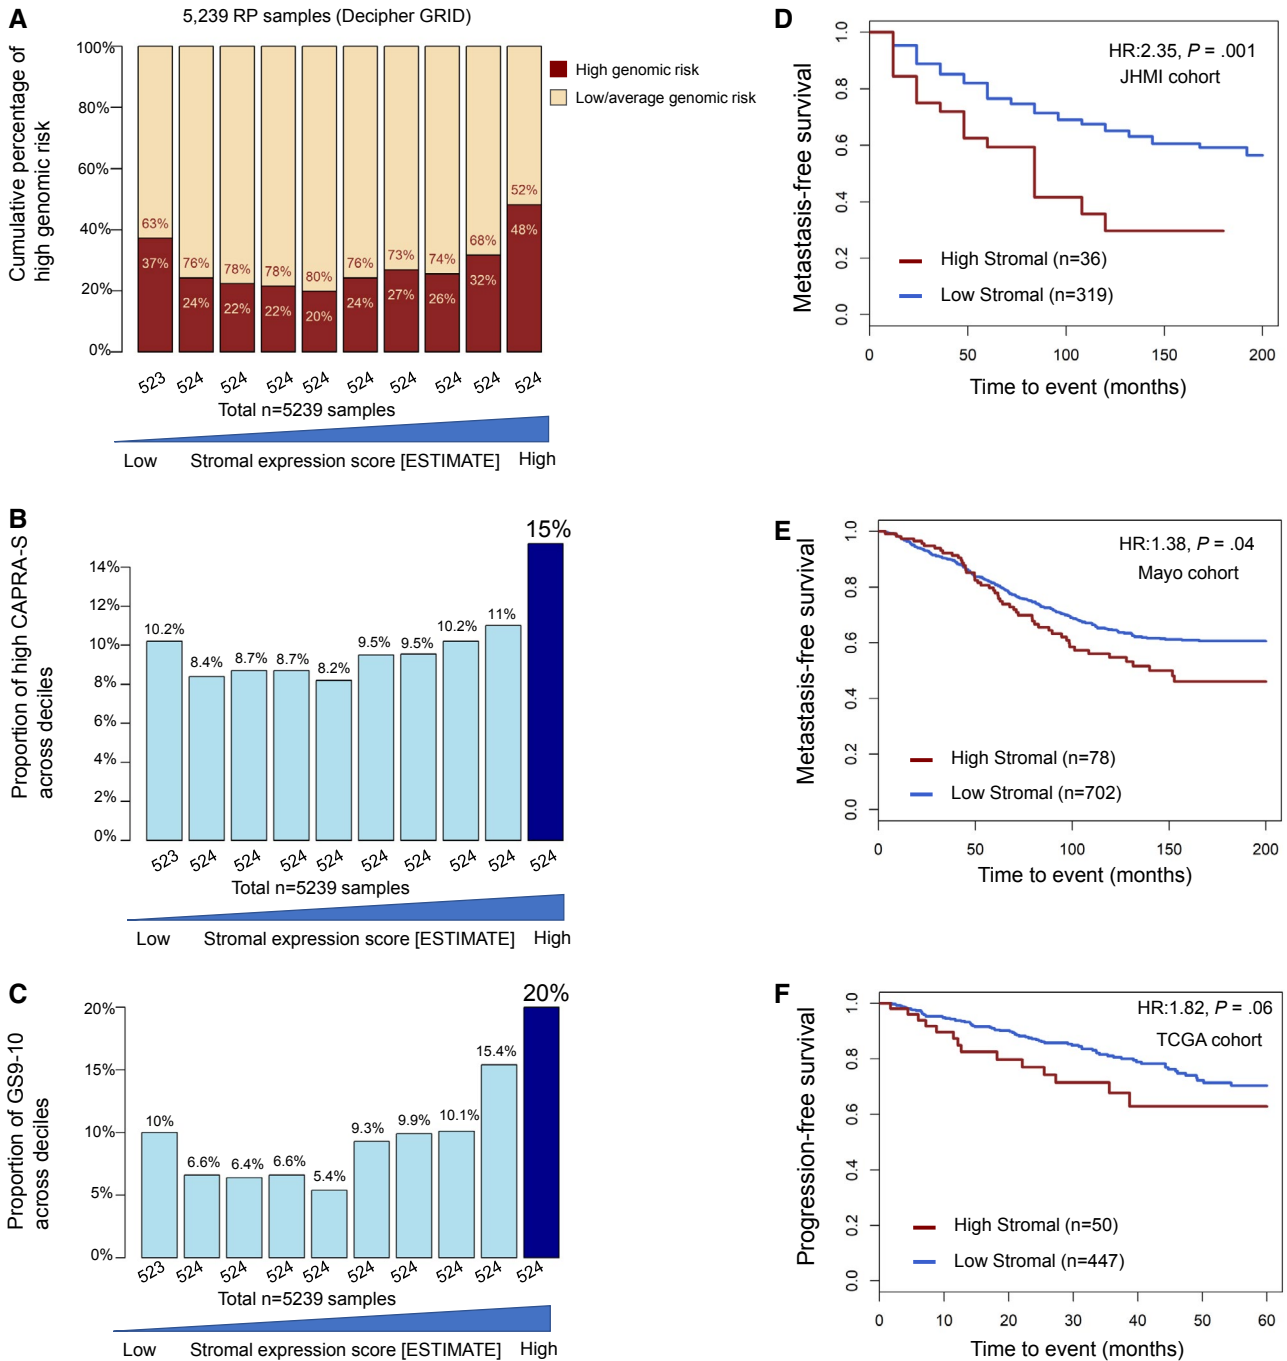 A
5,239 RP samples (Decipher GRID)
Cumulative percentage of
high genomic risk
100%
80%
60%
40%
20%
0%
63%
76%
78%
78%
80%
76%
73%
74%
68%
52%
37%
24%
22%
22%
20%
24%
27%
26%
32%
48%
High genomic risk
Low/average genomic risk
523 524 524 524 524 524 524 524 524 524
Total n=5239 samples
Low Stromal expression score [ESTIMATE] High
B
Proportion of high CAPRA-S
across deciles
14%
12%
10%
8%
6%
4%
2%
0%
10.2%
8.4%
8.7%
8.7%
8.2%
9.5%
9.5%
10.2%
11%
15%
523 524 524 524 524 524 524 524 524 524
Total n=5239 samples
Low Stromal expression score [ESTIMATE] High
C
Proportion of GS9-10
across deciles
20%
15%
10%
5%
0%
10%
6.6%
6.4%
6.6%
5.4%
9.3%
9.9%
10.1%
15.4%
20%
523 524 524 524 524 524 524 524 524 524
Total n=5239 samples
Low Stromal expression score [ESTIMATE] High
D
Metastasis-free survival
1.0
0.8
0.6
0.4
0.2
0.0
HR:2.35, P = .001
JHMI cohort
High Stromal (n=36)
Low Stromal (n=319)
0 50 100 150 200
Time to event (months)
E
Metastasis-free survival
1.0
0.8
0.6
0.4
0.2
0.0
HR:1.38, P = .04
Mayo cohort
High Stromal (n=78)
Low Stromal (n=702)
0 50 100 150 200
Time to event (months)
F
Progression-free survival
1.0
0.8
0.6
0.4
0.2
0.0
HR:1.82, P = .06
TCGA cohort
High Stromal (n=50)
Low Stromal (n=447)
0 10 20 30 40 50 60
Time to event (months)